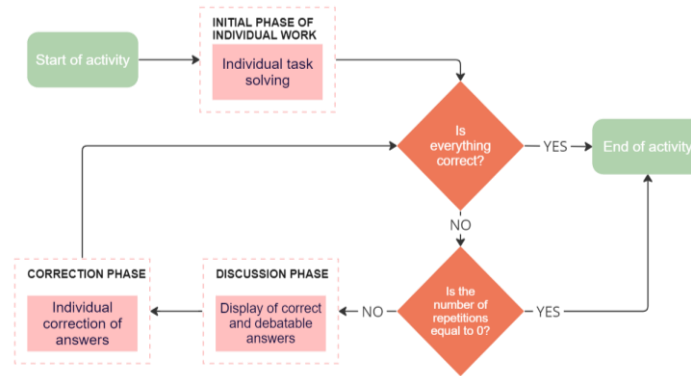 INITIAL PHASE OF
INDIVIDUAL WORK
Start of activity
Individual task
solving
Is
everything
correct?
YES
End of activity
NO
CORRECTION PHASE
DISCUSSION PHASE
Individual
correction of
answers
Display of correct
and debatable
answers
NO
Is the
number of
repetitions
equal to 0?
YES